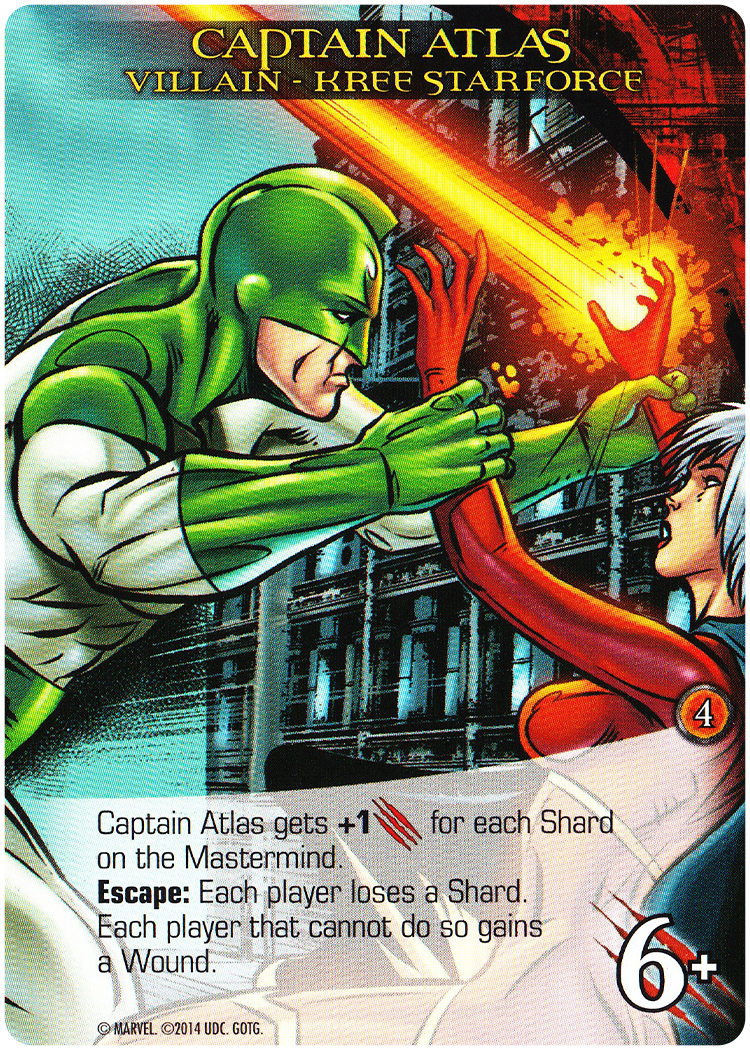 CAPTAIN ATLAS
VILLAIN - KREE STARFORCE
4
Captain Atlas gets +1 for each Shard
on the Mastermind.
Escape: Each player loses a Shard.
Each player that cannot do so gains
a Wound.
6+
© MARVEL. ©2014 UDC. GOTG.